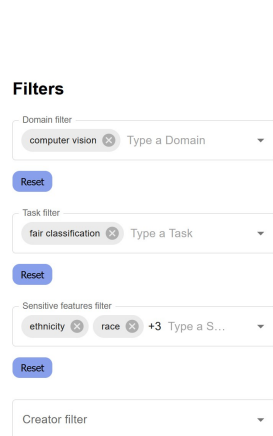 Filters
Domain filter
computer vision Type a Domain
Reset
Task filter
fair classification Type a Task
Reset
Sensitive features filter
ethnicity race +3 Type a S...
Reset
Creator filter